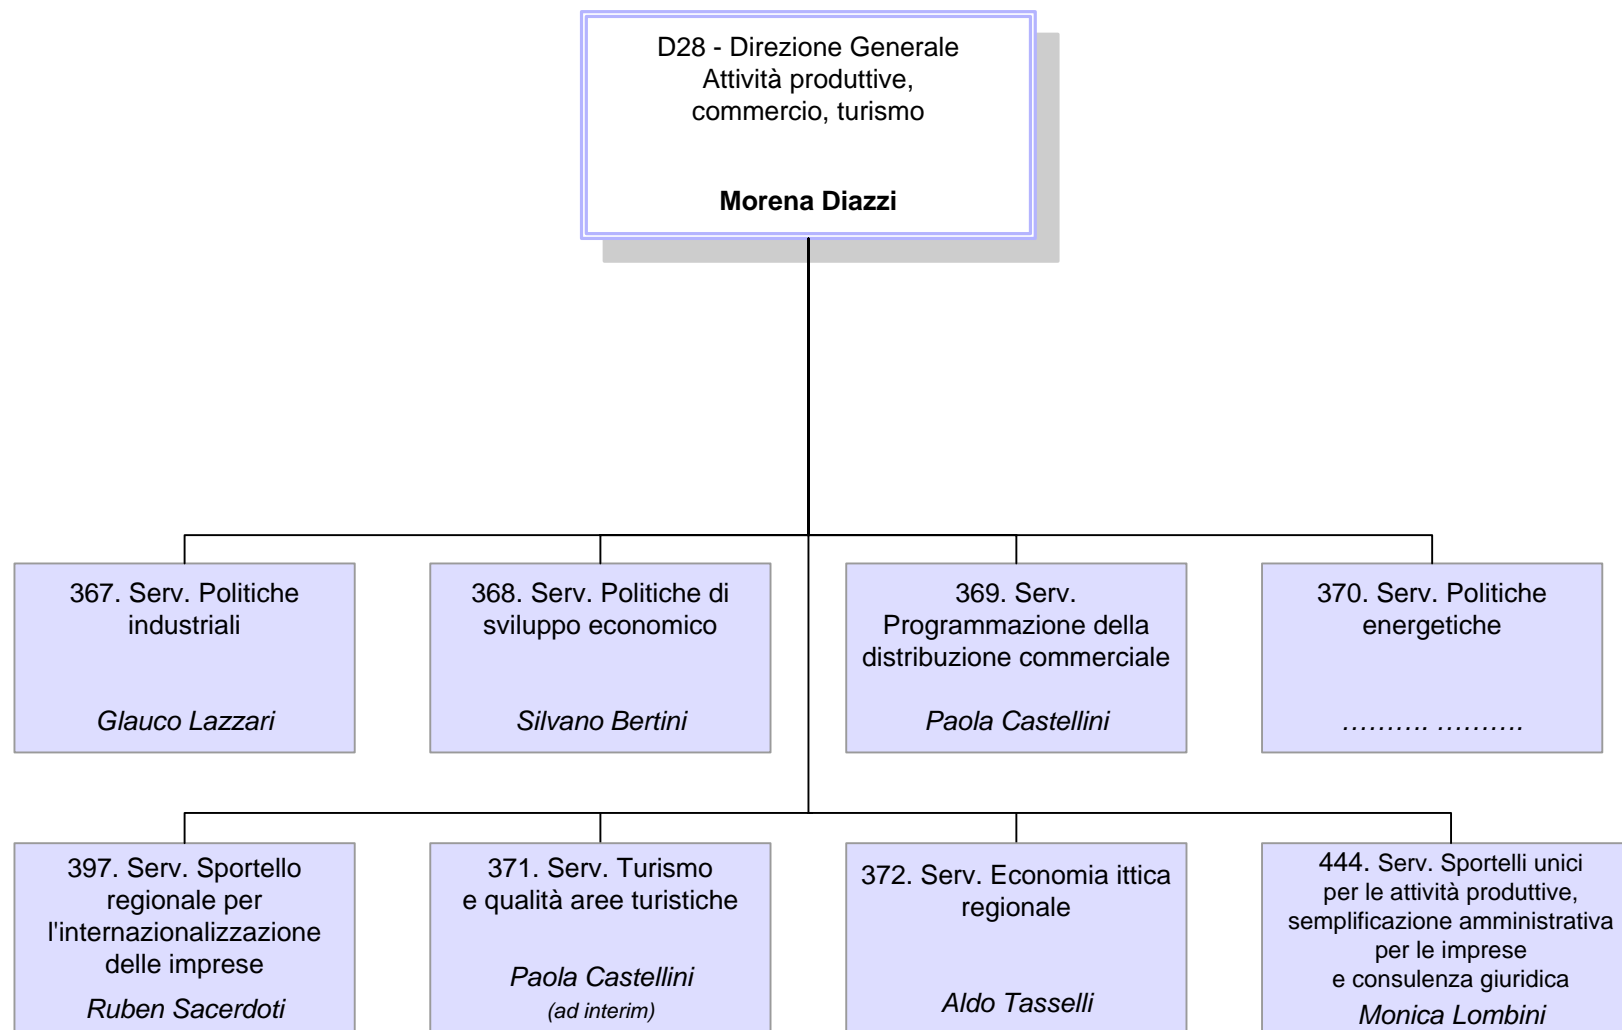 D28 - Direzione Generale
Attività produttive,
commercio, turismo
Morena Diazzi
367. Serv. Politiche
industriali
Glauco Lazzari
368. Serv. Politiche di
sviluppo economico
Silvano Bertini
369. Serv.
Programmazione della
distribuzione commerciale
Paola Castellini
370. Serv. Politiche
energetiche
………. ……….
397. Serv. Sportello
regionale per
l'internazionalizzazione
delle imprese
Ruben Sacerdoti
371. Serv. Turismo
e qualità aree turistiche
Paola Castellini
(ad interim)
372. Serv. Economia ittica
regionale
Aldo Tasselli
444. Serv. Sportelli unici
per le attività produttive,
semplificazione amministrativa
per le imprese
e consulenza giuridica
Monica Lombini